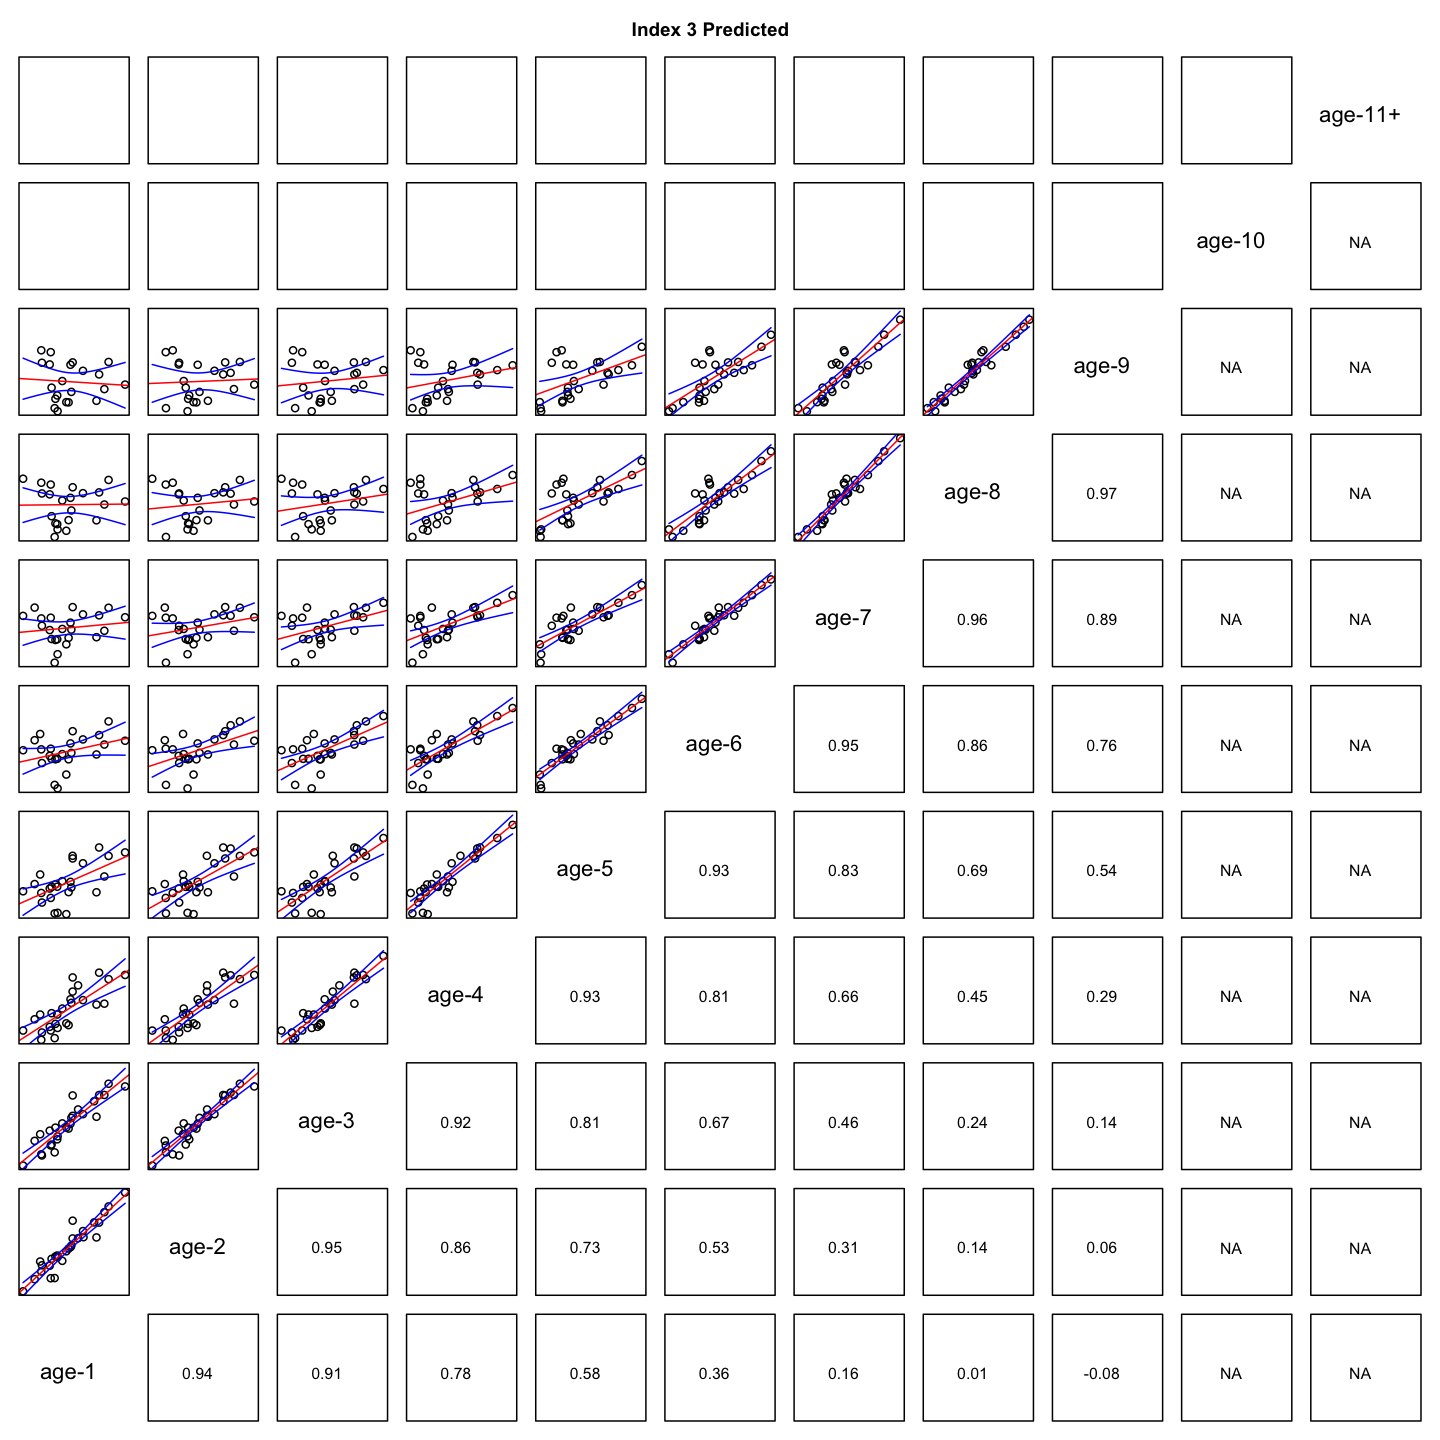 Index 3 Predicted
age-11+
age-10 NA
age-9 NA NA
age-8 0.97 NA NA
age-7 0.96 0.89 NA NA
age-6 0.95 0.86 0.76 NA NA
age-5 0.93 0.83 0.69 0.54 NA NA
age-4 0.93 0.81 0.66 0.45 0.29 NA NA
age-3 0.92 0.81 0.67 0.46 0.24 0.14 NA NA
age-2 0.95 0.86 0.73 0.53 0.31 0.14 0.06 NA NA
age-1 0.94 0.91 0.78 0.58 0.36 0.16 0.01 -0.08 NA NA